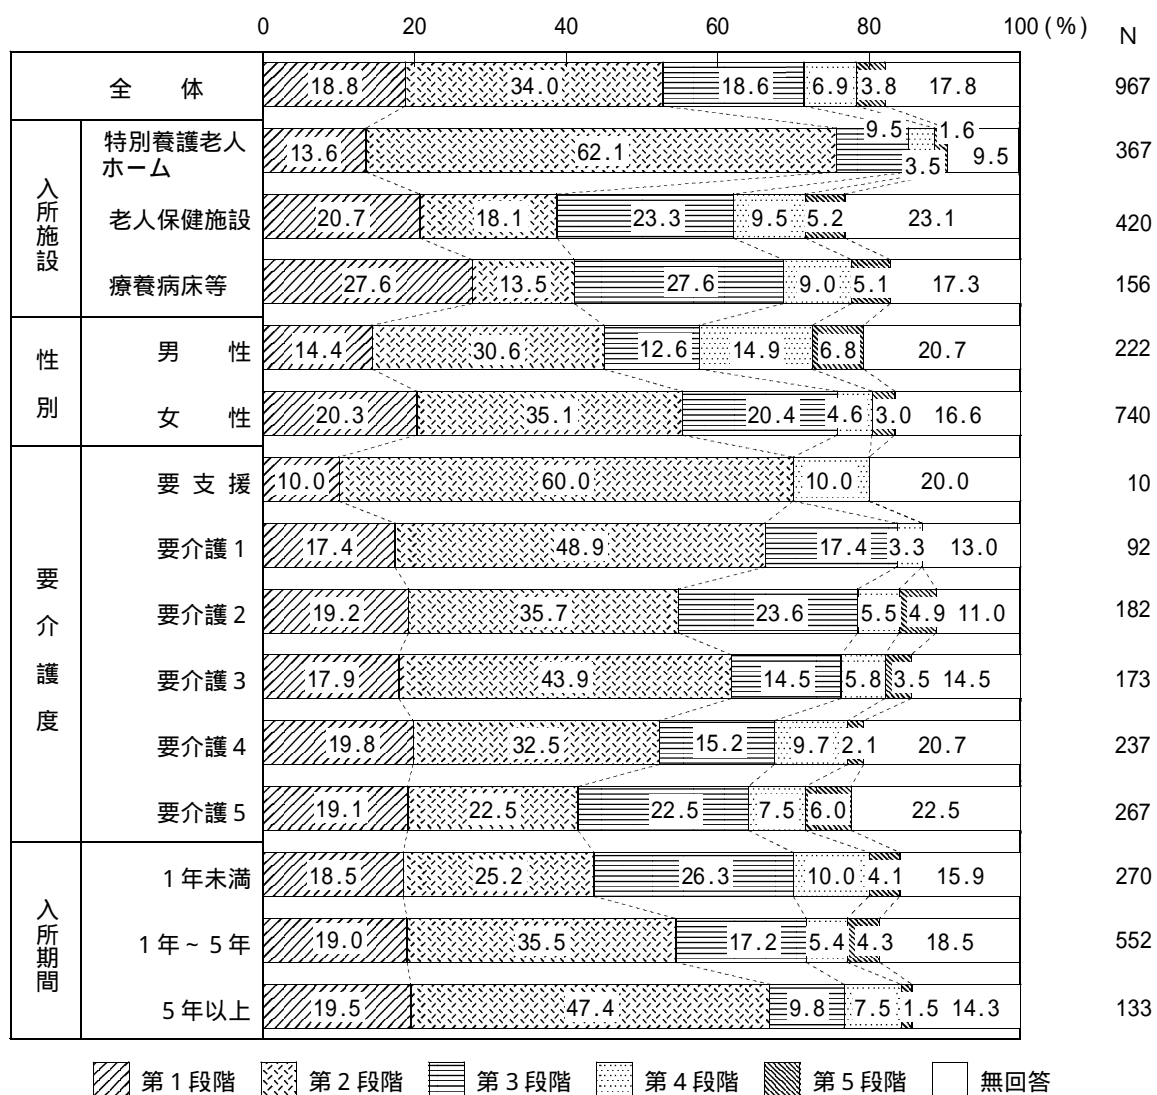 0 20 40 60 80 100(%) N
全 体 18.8 34.0 18.6 6.9 3.8 17.8 967
入所施設
特別養護老人ホーム 13.6 62.1 9.5 3.5 1.6 9.5 367
老人保健施設 20.7 18.1 23.3 9.5 5.2 23.1 420
療養病床等 27.6 13.5 27.6 9.0 5.1 17.3 156
性別
男 性 14.4 30.6 12.6 14.9 6.8 20.7 222
女 性 20.3 35.1 20.4 4.6 3.0 16.6 740
要介護度
要 支 援 10.0 60.0 10.0 20.0 10
要介護1 17.4 48.9 17.4 3.3 13.0 92
要介護2 19.2 35.7 23.6 5.5 4.9 11.0 182
要介護3 17.9 43.9 14.5 5.8 3.5 14.5 173
要介護4 19.8 32.5 15.2 9.7 2.1 20.7 237
要介護5 19.1 22.5 22.5 7.5 6.0 22.5 267
入所期間
1年未満 18.5 25.2 26.3 10.0 4.1 15.9 270
1年~5年 19.0 35.5 17.2 5.4 4.3 18.5 552
5年以上 19.5 47.4 9.8 7.5 1.5 14.3 133
第1段階 第2段階 第3段階 第4段階 第5段階 無回答